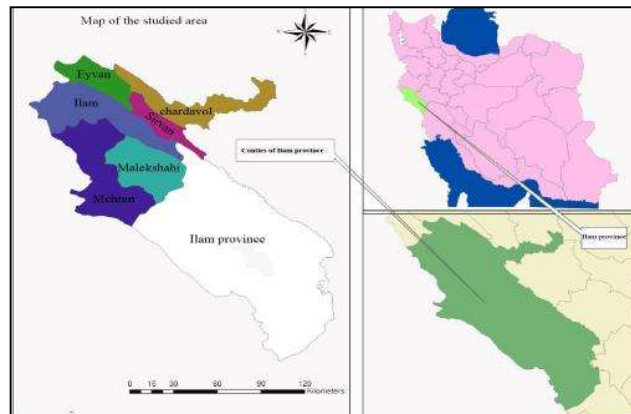 Map of the studied area
Eyvan
Ilam
chardavol
Sirvan
Malekshahi
Mehran
Ilam province
Conties of Ilam province
Ilam province
0 15 30 60 90 120
Kilometers